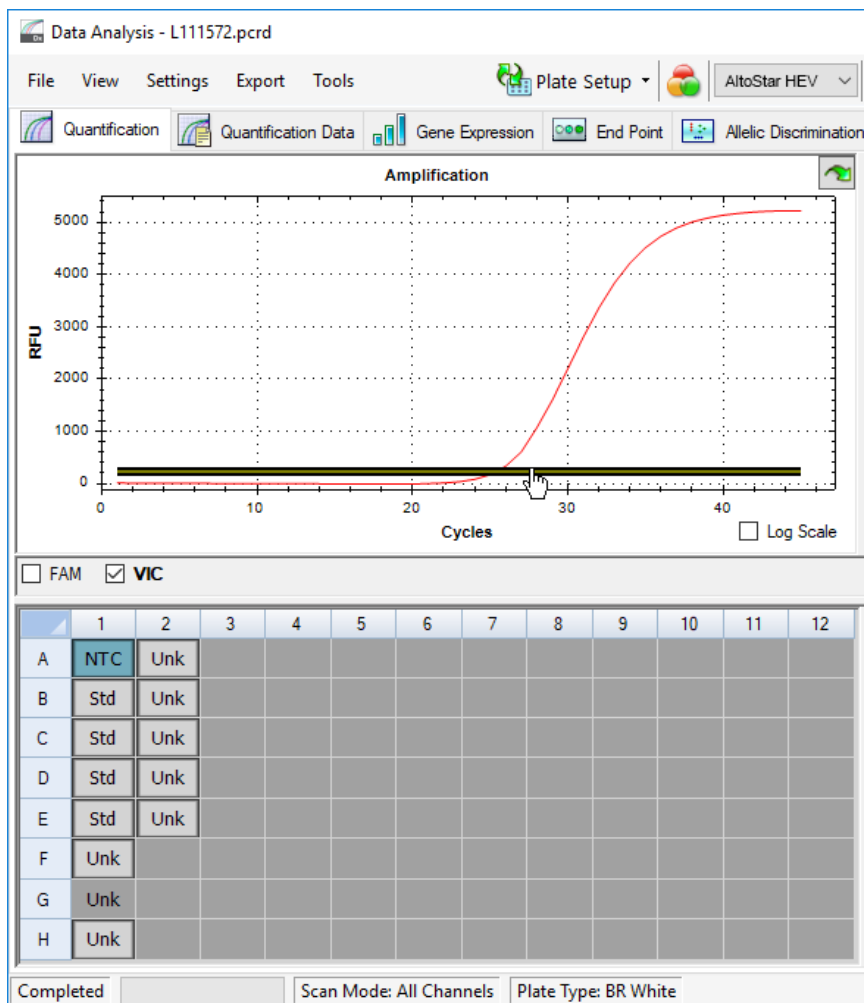 Data Analysis - L111572.pcrd
File View Settings Export Tools Plate Setup AltoStar HEV
Quantification Quantification Data Gene Expression End Point Allelic Discrimination
Amplification
5000
4000
3000
2000
1000
0
RFU
0 10 20 30 40
Cycles
Log Scale
FAM VIC
1 2 3 4 5 6 7 8 9 10 11 12
A NTC Unk
B Std Unk
C Std Unk
D Std Unk
E Std Unk
F Unk
G Unk
H Unk
Completed Scan Mode: All Channels Plate Type: BR White